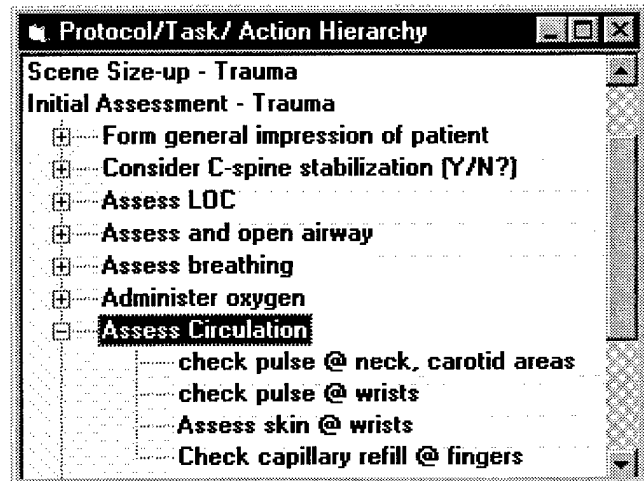 Protocol/Task/ Action Hierarchy
Scene Size-up - Trauma
Initial Assessment - Trauma
Form general impression of patient
Consider C-spine stabilization (Y/N?)
Assess LOC
Assess and open airway
Assess breathing
Administer oxygen
Assess Circulation
check pulse @ neck, carotid areas
check pulse @ wrists
Assess skin @ wrists
Check capillary refill @ fingers